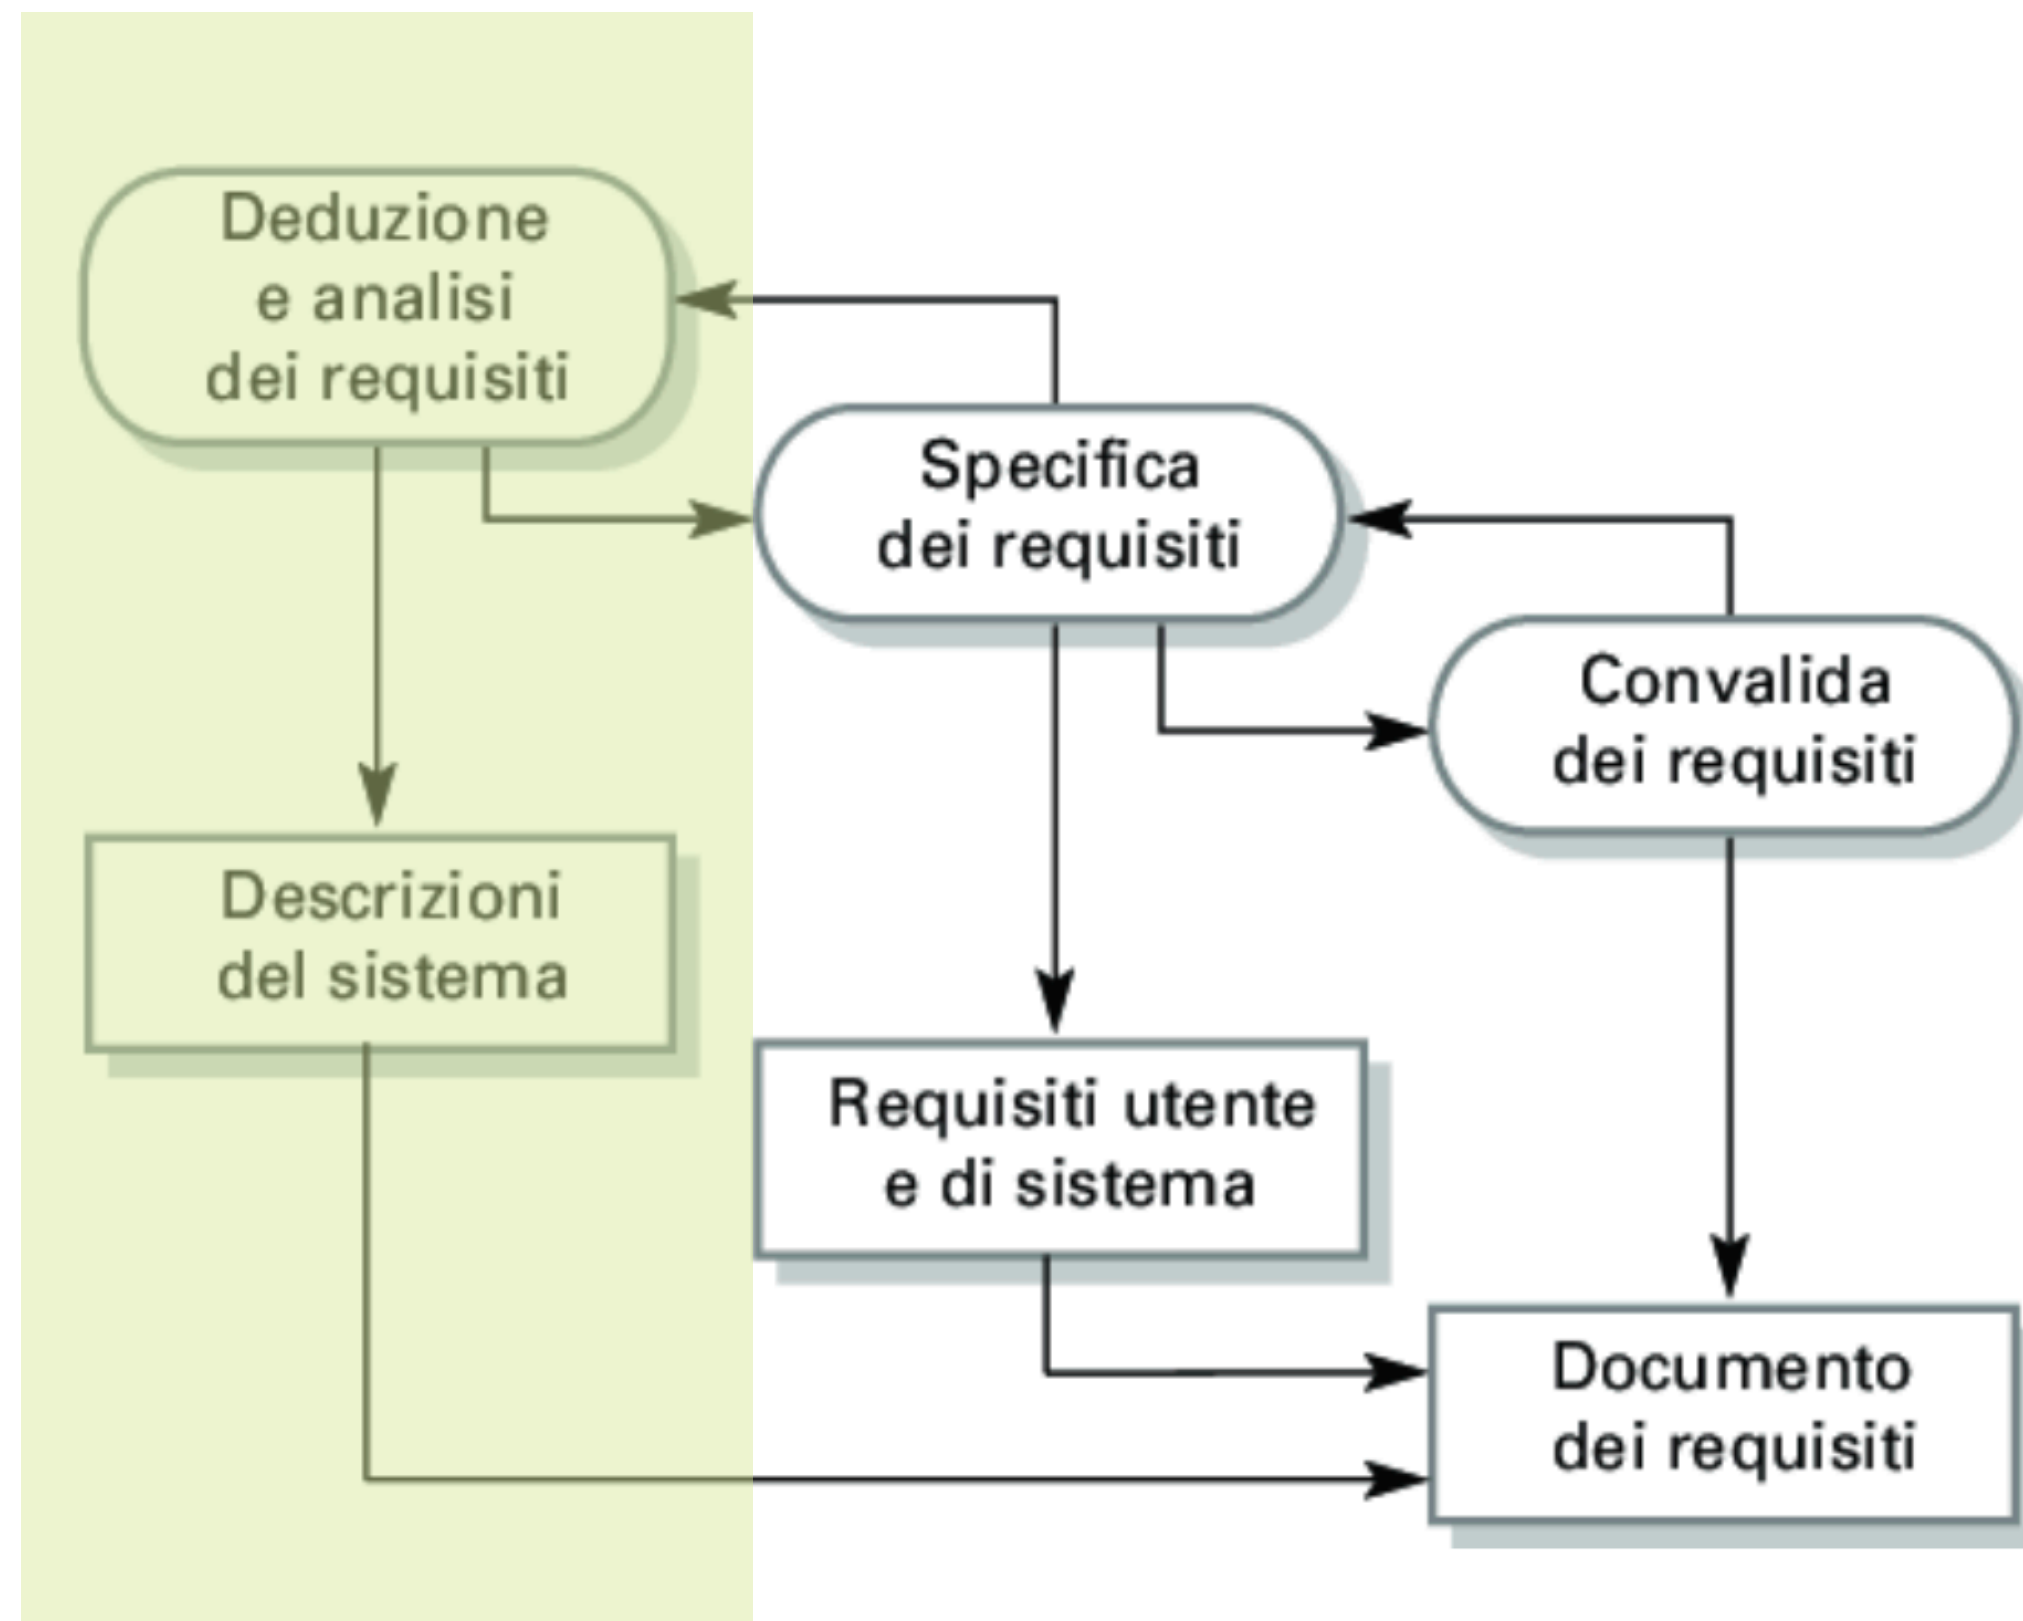 Deduzione
e analisi
dei requisiti
Specifica
dei requisiti
Convalida
dei requisiti
Descrizioni
del sistema
Requisiti utente
e di sistema
Documento
dei requisiti